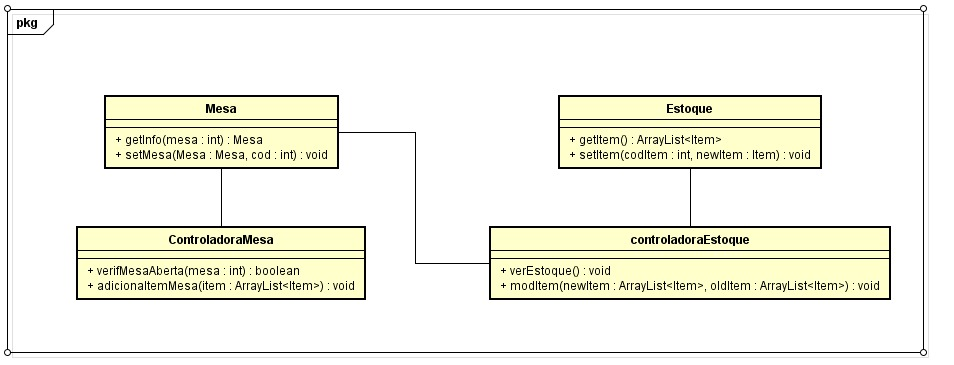 pkg
Mesa
+ getInfo(mesa : int) : Mesa
+ setMesa(Mesa : Mesa, cod : int) : void
Estoque
+ getItem() : ArrayList<Item>
+ setItem(codItem : int, newItem : Item) : void
ControladoraMesa
+ verifMesaAberta(mesa : int) : boolean
+ adicionaItemMesa(item : ArrayList<Item>) : void
controladoraEstoque
+ verEstoque() : void
+ modItem(newItem : ArrayList<Item>, oldItem : ArrayList<Item>) : void